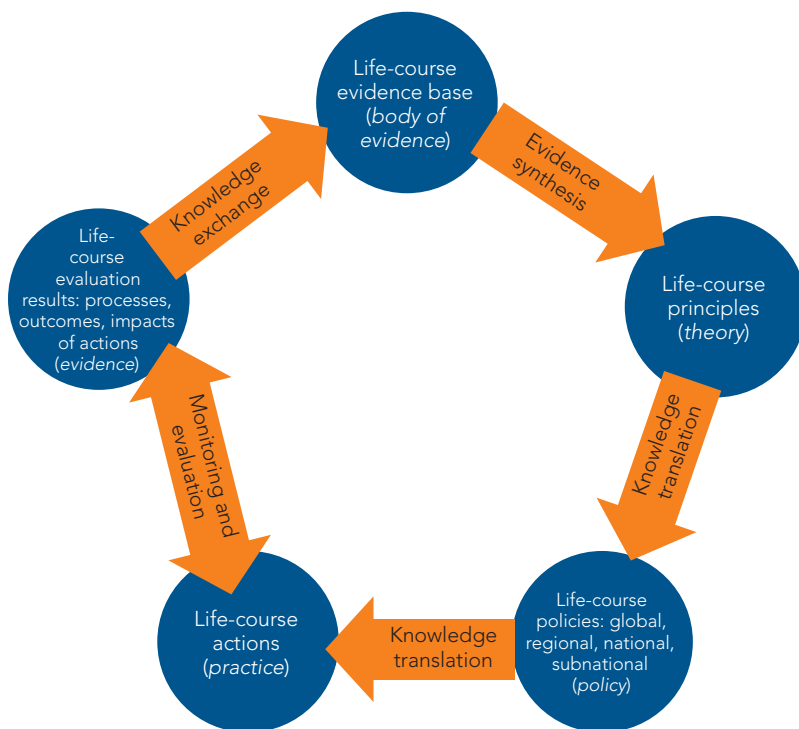 Life-course
evidence base
(body of
evidence)
Evidence
synthesis
Life-course
principles
(theory)
Knowledge
translation
Life-course
policies: global,
regional, national,
subnational
(policy)
Knowledge
translation
Life-course
actions
(practice)
Monitoring and
evaluation
Life-
course
evaluation
results: processes,
outcomes, impacts
of actions
(evidence)
Knowledge
exchange